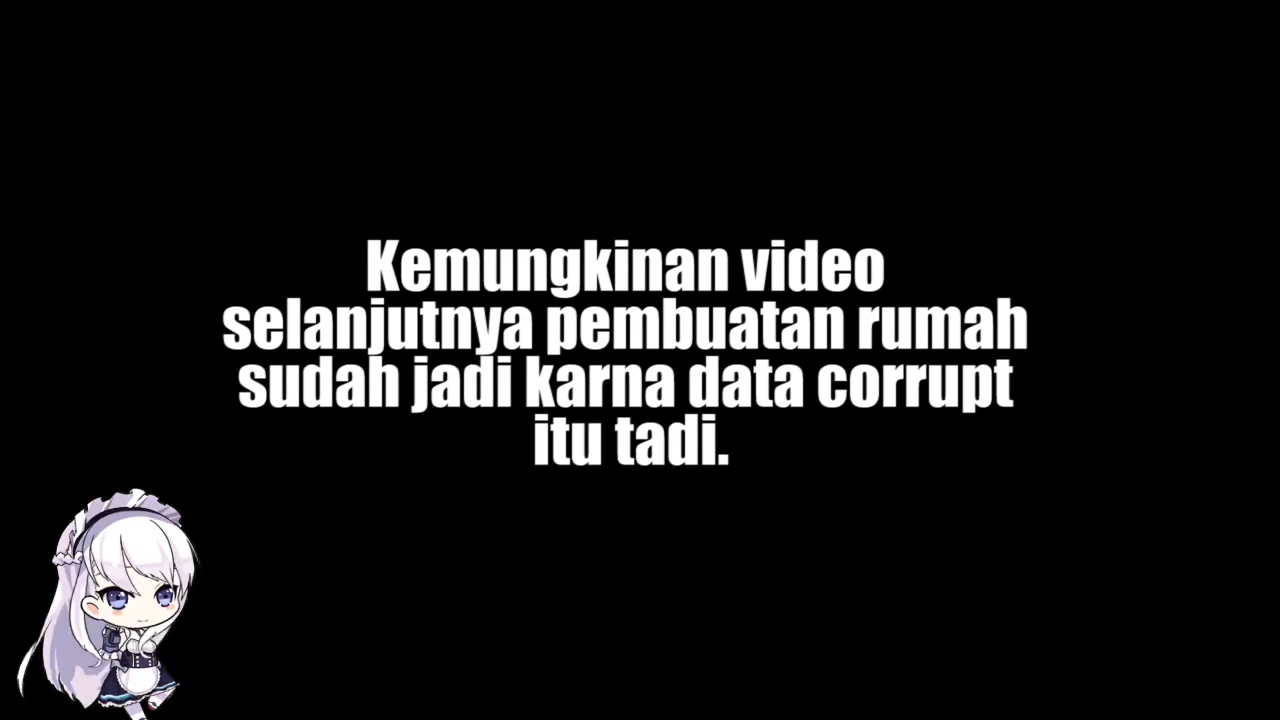 Kemungkinan video
selanjutnya pembuatan rumah
sudah jadi karna data corrupt
itu tadi.